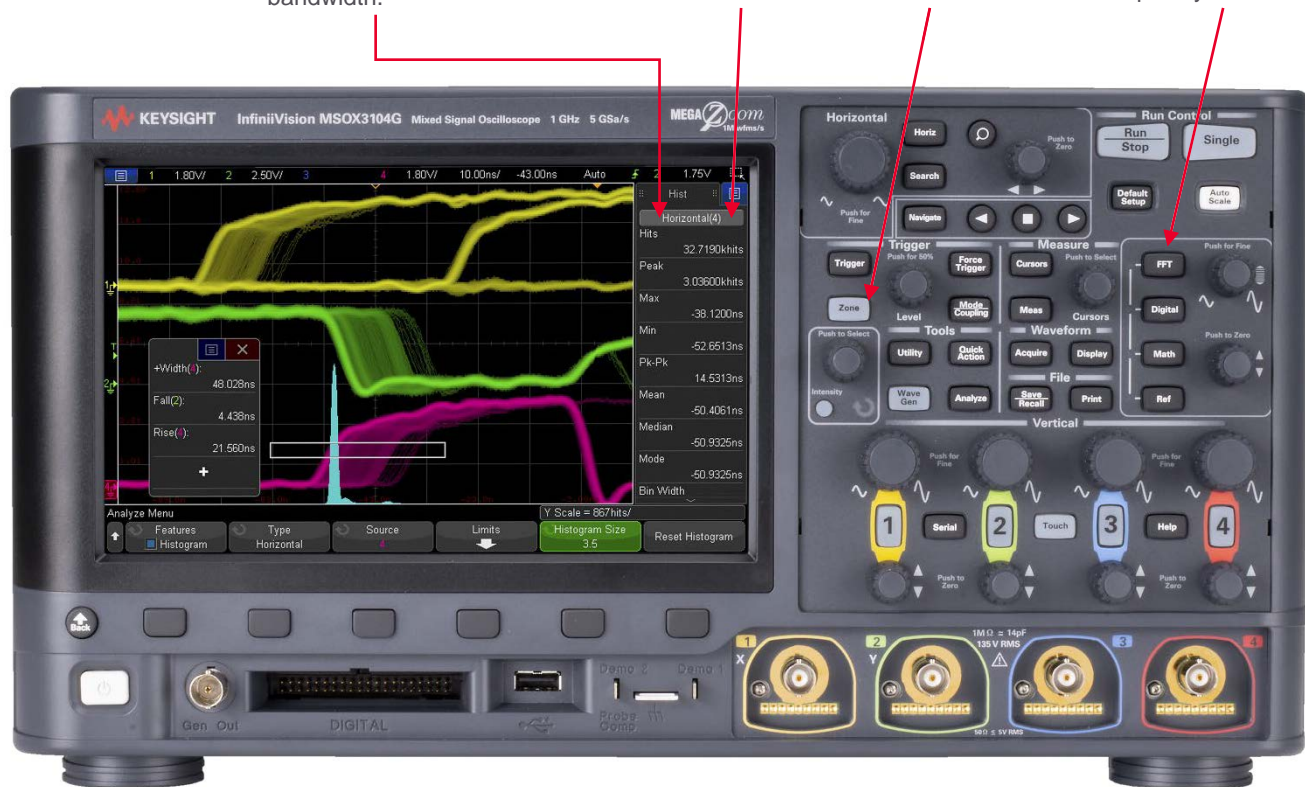 bandwidth.
KEYSIGHT InfiniiVision MSOX3104G Mixed Signal Oscilloscope 1 GHz 5 GSa/s
MEGA Zoom
1M wfms/s
1 1.80V/ 2 2.50V/ 3 4 1.80V/ 10.00ns/ -43.00ns Auto 2 1.75V
Hist
Horizontal(4)
Hits
32.7190khits
Peak
3.03600khits
Max
-38.1200ns
Min
-52.6513ns
Pk-Pk
14.5313ns
Mean
-50.4061ns
Median
-50.9325ns
Mode
-50.9325ns
Bin Width
+Width(4):
48.028ns
Fall(2):
4.438ns
Rise(4):
21.560ns
+
Analyze Menu
Y Scale = 867hits/
Features
Histogram
Type
Horizontal
Source
4
Limits
Histogram Size
3.5
Reset Histogram
Back
Horizontal
Horiz
Push to
Zero
Search
Push for
Fine
Navigate
Run Control
Run
Stop
Single
Default
Setup
Auto
Scale
Trigger
Trigger
Push for 50%
Force
Trigger
Zone
Level
Mode
Coupling
Measure
Cursors
Push to Select
Meas
Cursors
Push for Fine
FFT
Digital
Push to Zero
Math
Ref
Push to Select
Intensity
Tools
Utility
Quick
Action
Wave
Gen
Analyze
Waveform
Acquire
Display
File
Save
Recall
Print
Vertical
Push for
Fine
Push for
Fine
1
Serial
2
Touch
3
Help
4
Push to
Zero
Push to
Zero
Gen Out
DIGITAL
Demo 2
Demo 1
Probe
Comp
1
X
2
Y
1MΩ ≃ 14pF
135 V RMS
3
4
50Ω ≤ 5V RMS